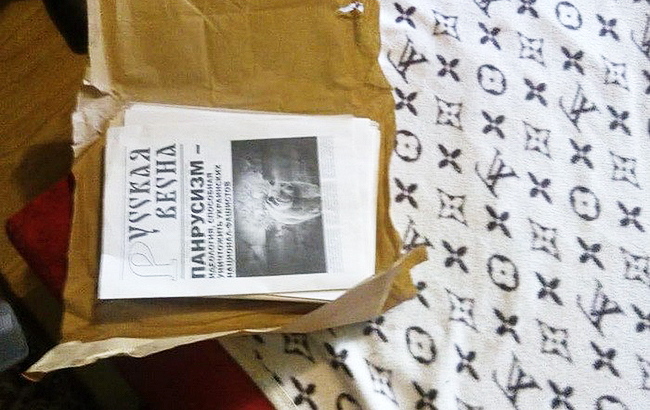 РУССКАЯ
ВЕСНА
ПАНРУСИЗМ –
ИДЕОЛОГИЯ, СПОСОБНАЯ
УНИЧТОЖИТЬ УКРАИНСКИХ
НАЦИОНАЛ-ФАШИСТОВ